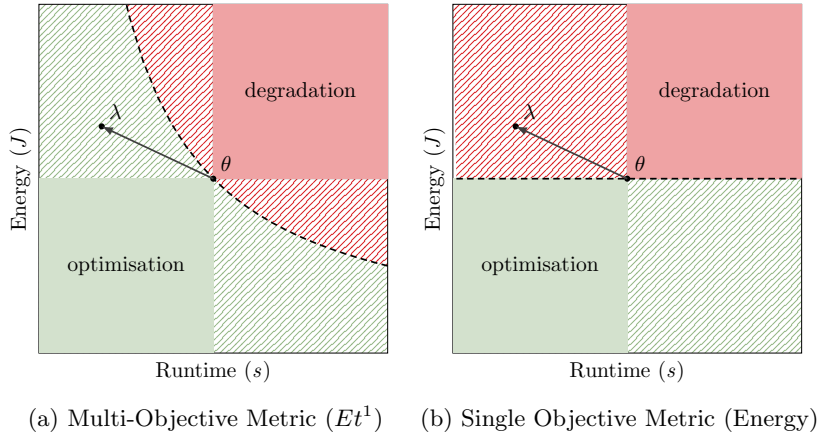 degradation
λ
θ
optimisation
Energy (J)
Runtime (s)
(a) Multi-Objective Metric (Et¹)
degradation
λ
θ
optimisation
Energy (J)
Runtime (s)
(b) Single Objective Metric (Energy)